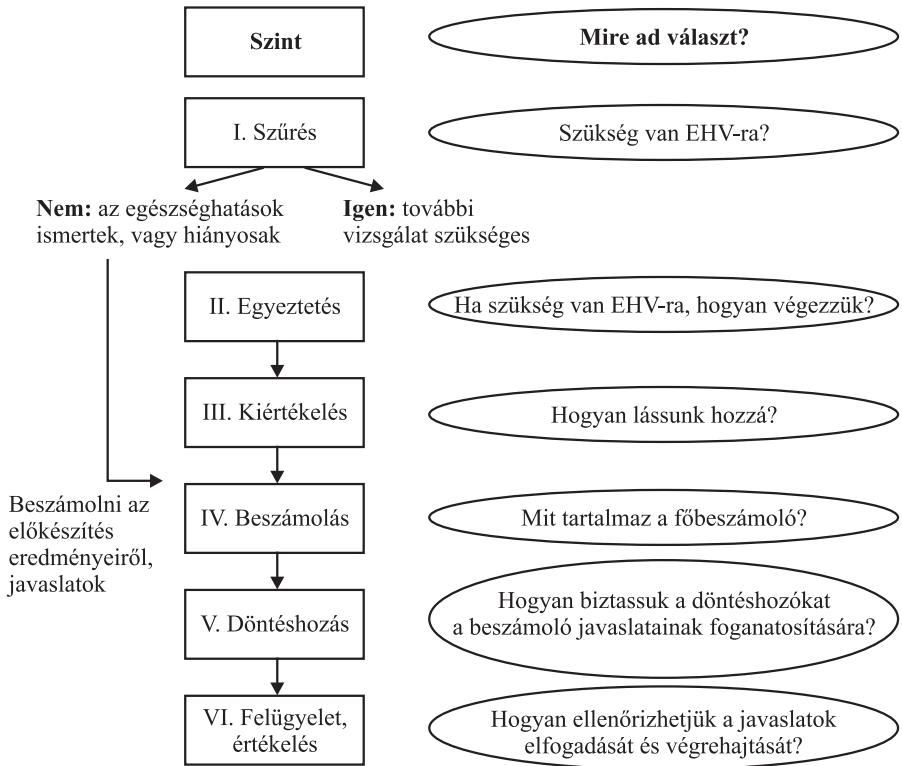 Szint
Mire ad választ?
I. Szűrés
Szükség van EHV-ra?
Nem: az egészséghatások
ismertek, vagy hiányosak
Igen: további
vizsgálat szükséges
II. Egyeztetés
Ha szükség van EHV-ra, hogyan végezzük?
III. Kiértékelés
Hogyan lássunk hozzá?
Beszámolni az
előkészítés
eredményeiről,
javaslatok
IV. Beszámolás
Mit tartalmaz a főbeszámoló?
V. Döntéshozás
Hogyan biztassuk a döntéshozókat
a beszámoló javaslatainak foganatosítására?
VI. Felügyelet,
értékelés
Hogyan ellenőrizhetjük a javaslatok
elfogadását és végrehajtását?